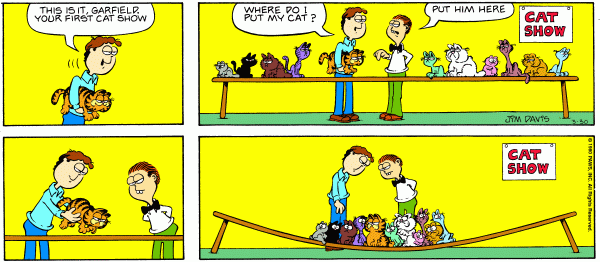 THIS IS IT, GARFIELD.
YOUR FIRST CAT SHOW
WHERE DO I
PUT MY CAT?
PUT HIM HERE
CAT
SHOW
JIM DAVIS 3-30
CAT
SHOW